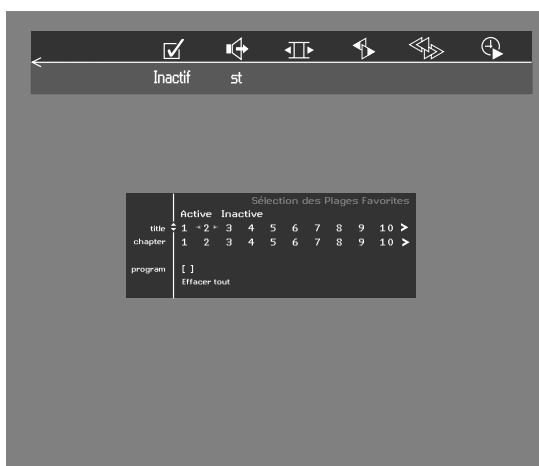 Inactif st
Sélection des Plages Favorites
Active Inactive
title 1 2 3 4 5 6 7 8 9 10 >
chapter 1 2 3 4 5 6 7 8 9 10 >
program [ ]
Effacer tout